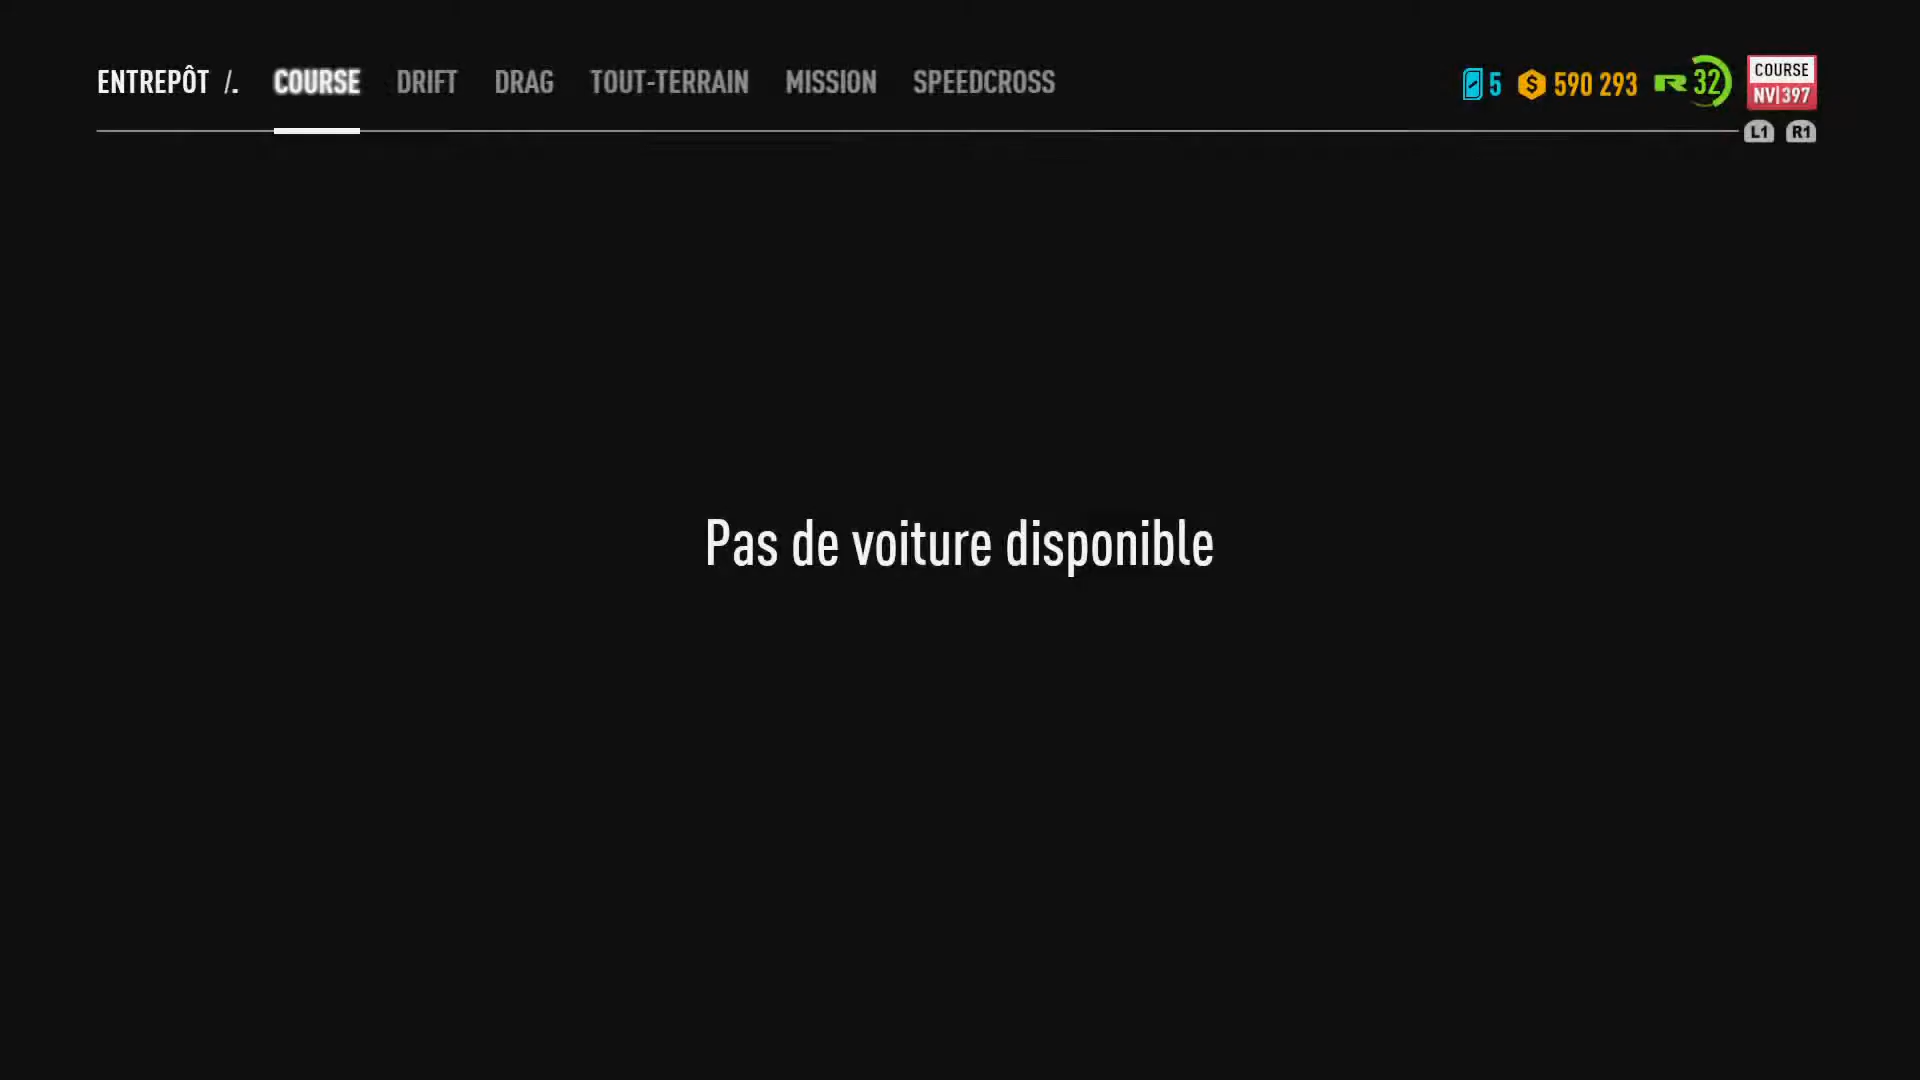 ENTREPÔT /. COURSE DRIFT DRAG TOUT-TERRAIN MISSION SPEEDCROSS 5 590 293 R 32 COURSE
NV|397
L1 R1
Pas de voiture disponible